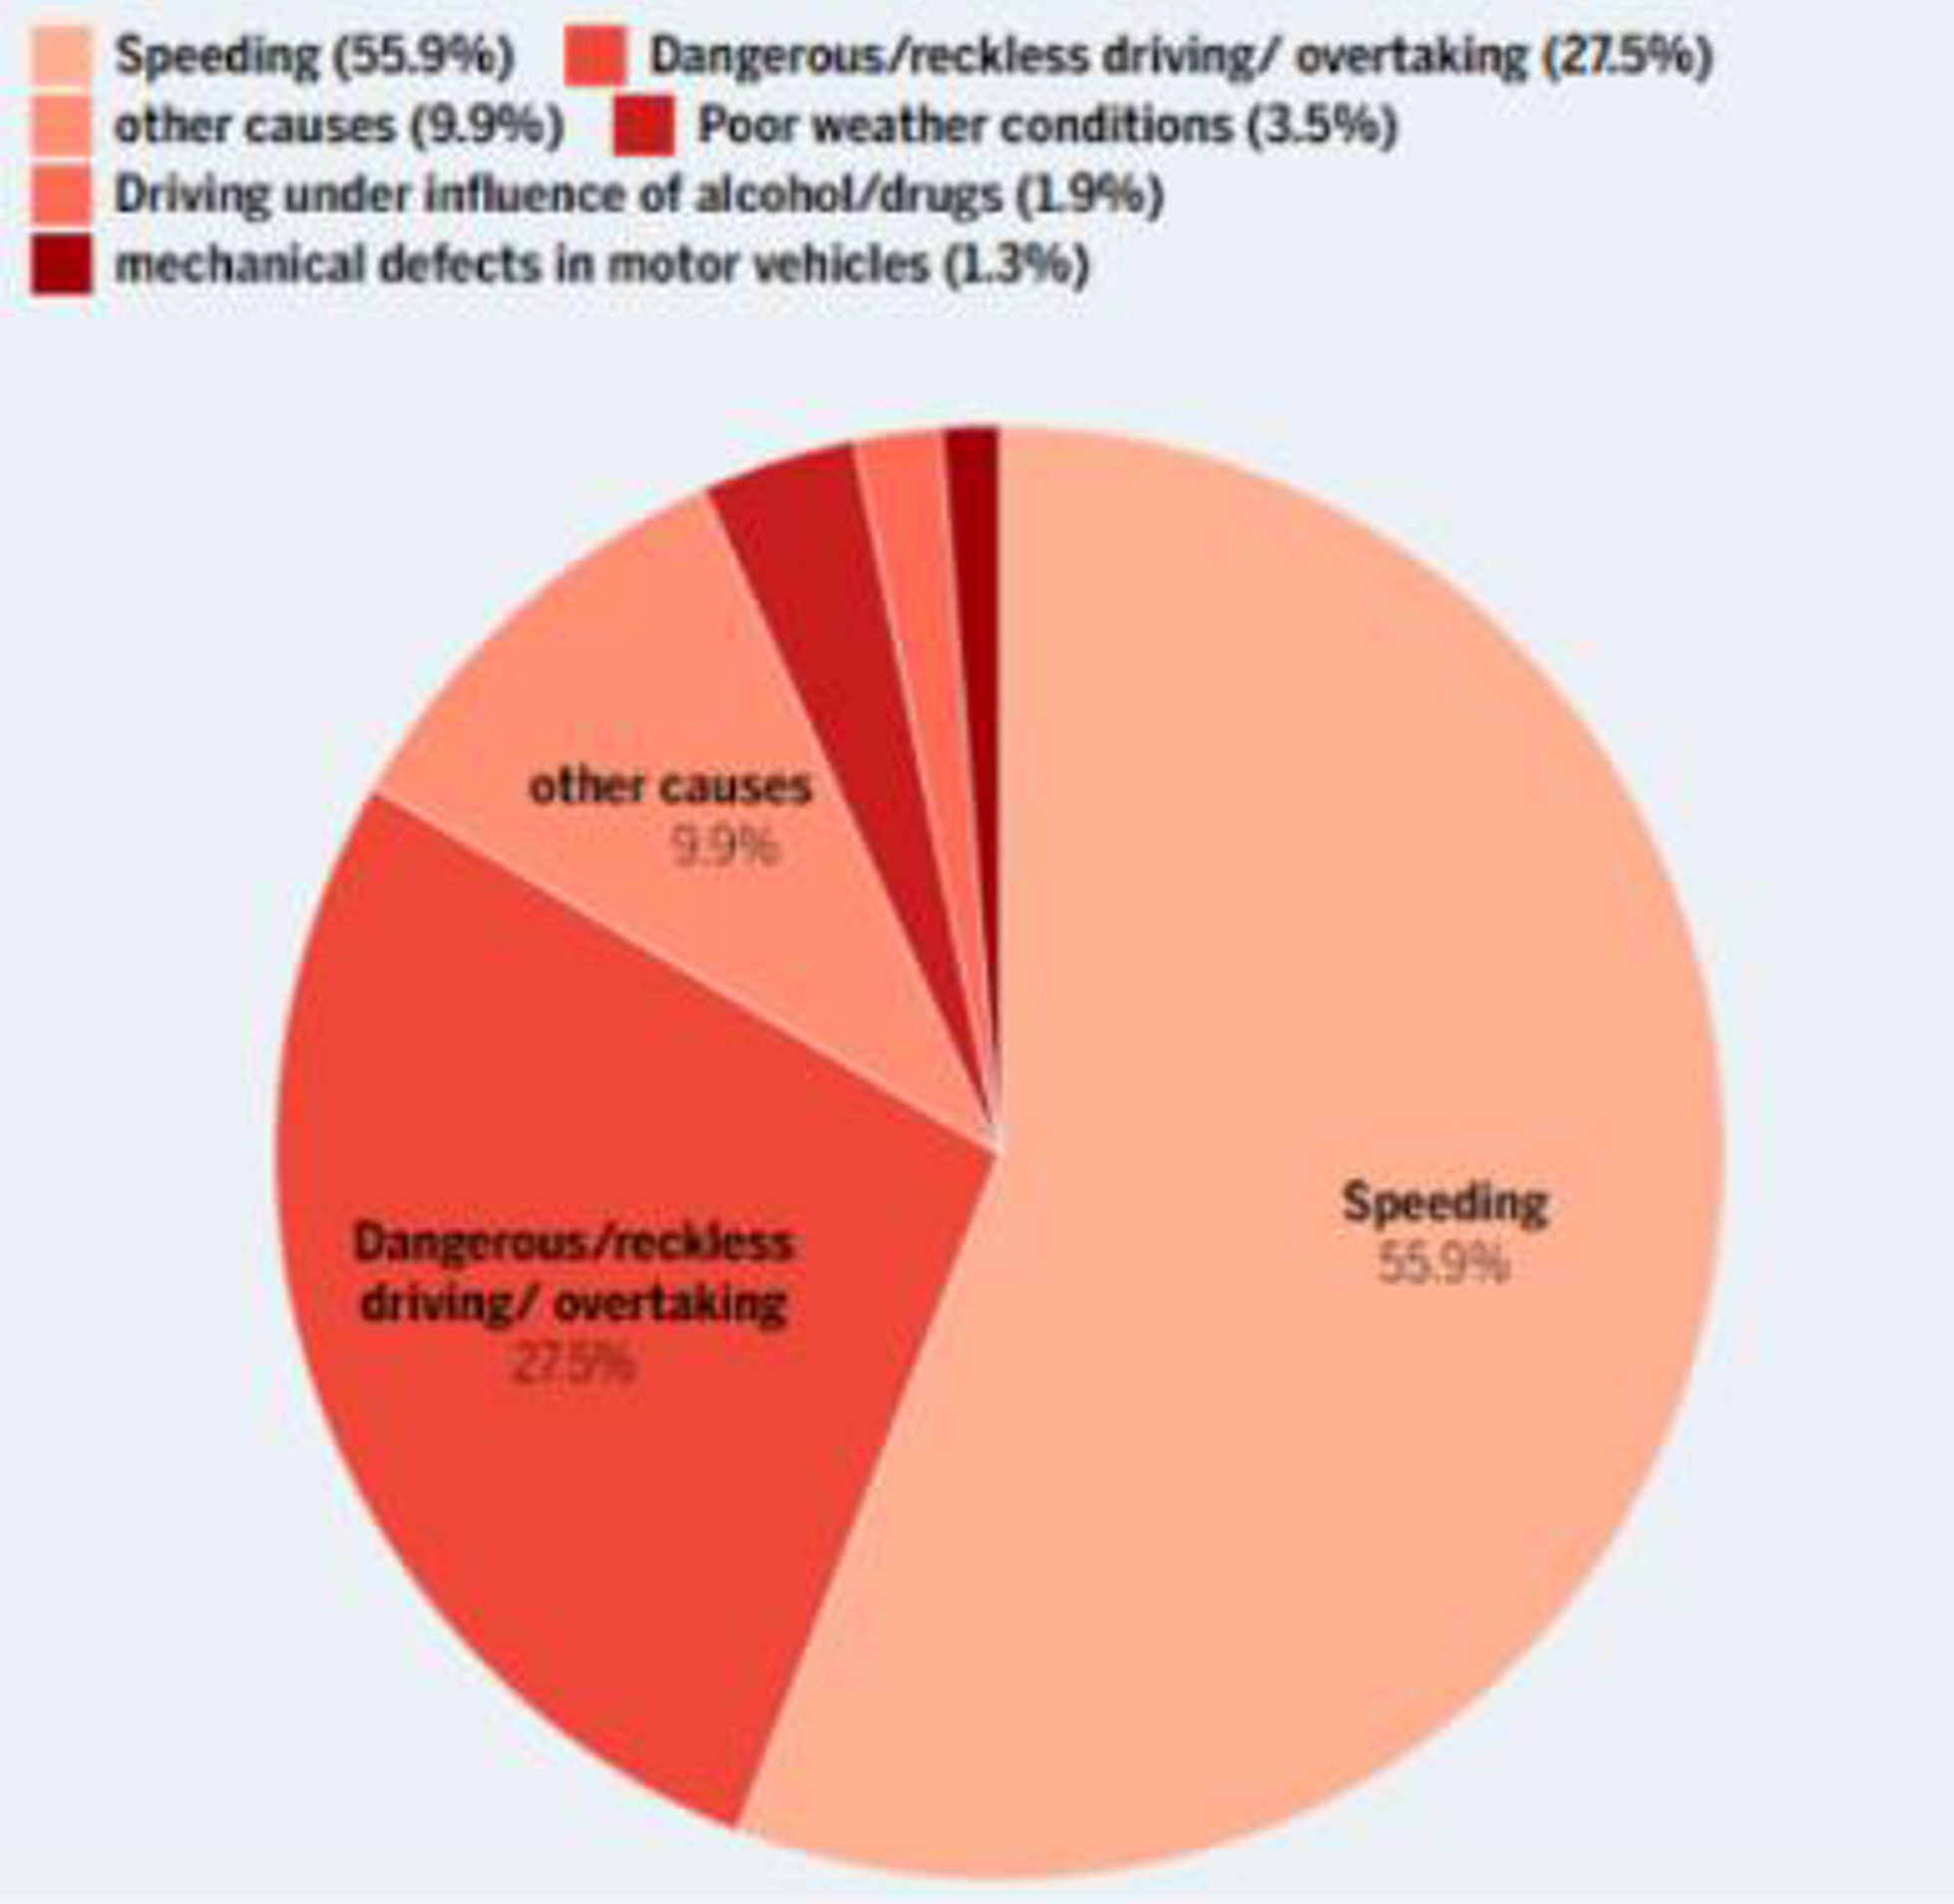 Speeding (55.9%) Dangerous/reckless driving/ overtaking (27.5%)
other causes (9.9%) Poor weather conditions (3.5%)
Driving under influence of alcohol/drugs (1.9%)
mechanical defects in motor vehicles (1.3%)
other causes
9.9%
Speeding
55.9%
Dangerous/reckless
driving/ overtaking
27.5%